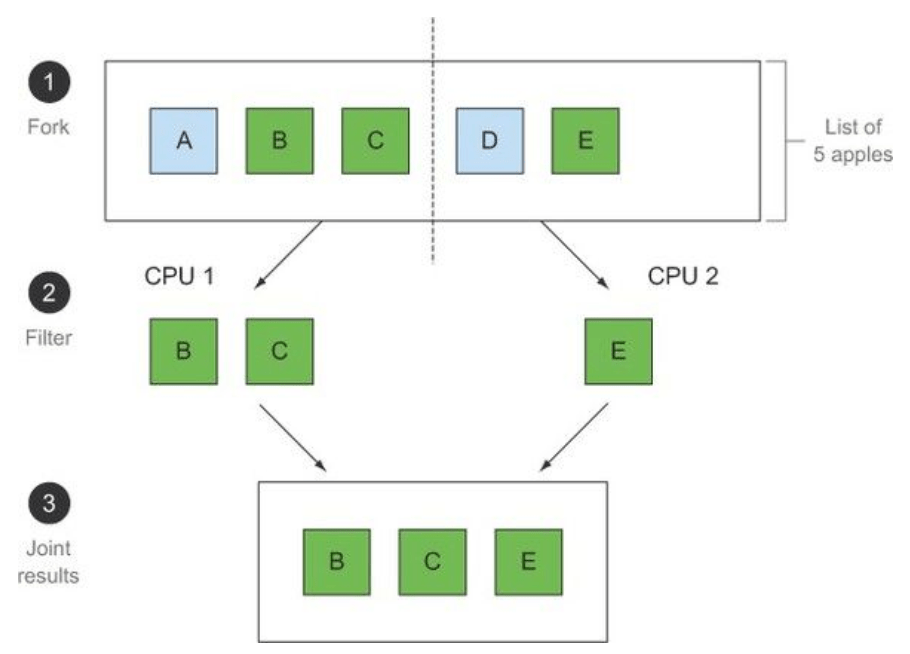 1
Fork
A
B
C
D
E
List of
5 apples
CPU 1
CPU 2
2
Filter
B
C
E
3
Joint
results
B
C
E